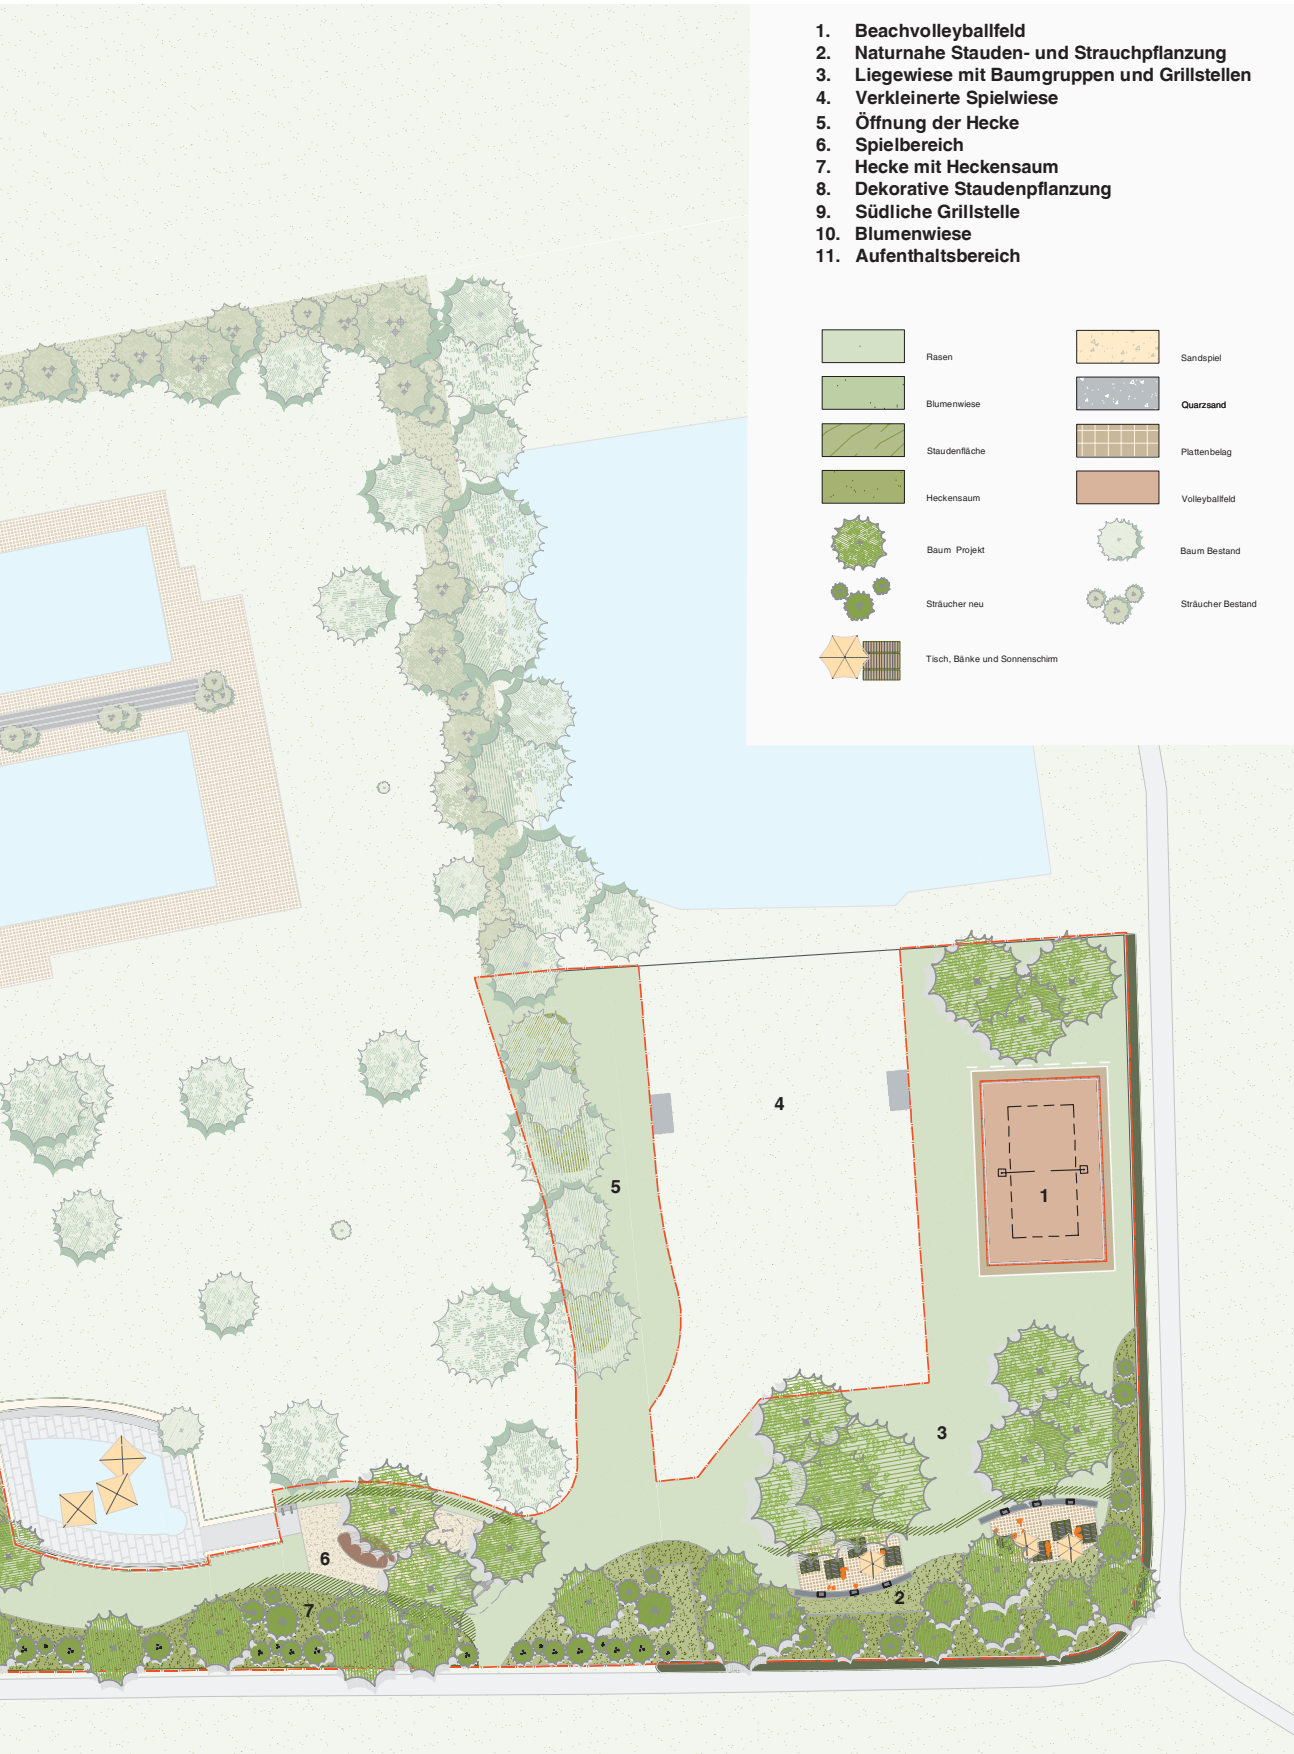 1. Beachvolleyballfeld
2. Naturnahe Stauden- und Strauchpflanzung
3. Liegewiese mit Baumgruppen und Grillstellen
4. Verkleinerte Spielwiese
5. Öffnung der Hecke
6. Spielbereich
7. Hecke mit Heckensaum
8. Dekorative Staudenpflanzung
9. Südliche Grillstelle
10. Blumenwiese
11. Aufenthaltsbereich
Rasen
Sandspiel
Blumenwiese
Quarzsand
Staudenfläche
Plattenbelag
Heckensaum
Volleyballfeld
Baum Projekt
Baum Bestand
Sträucher neu
Sträucher Bestand
Tisch, Bänke und Sonnenschirm
4
5
1
3
6
2
7